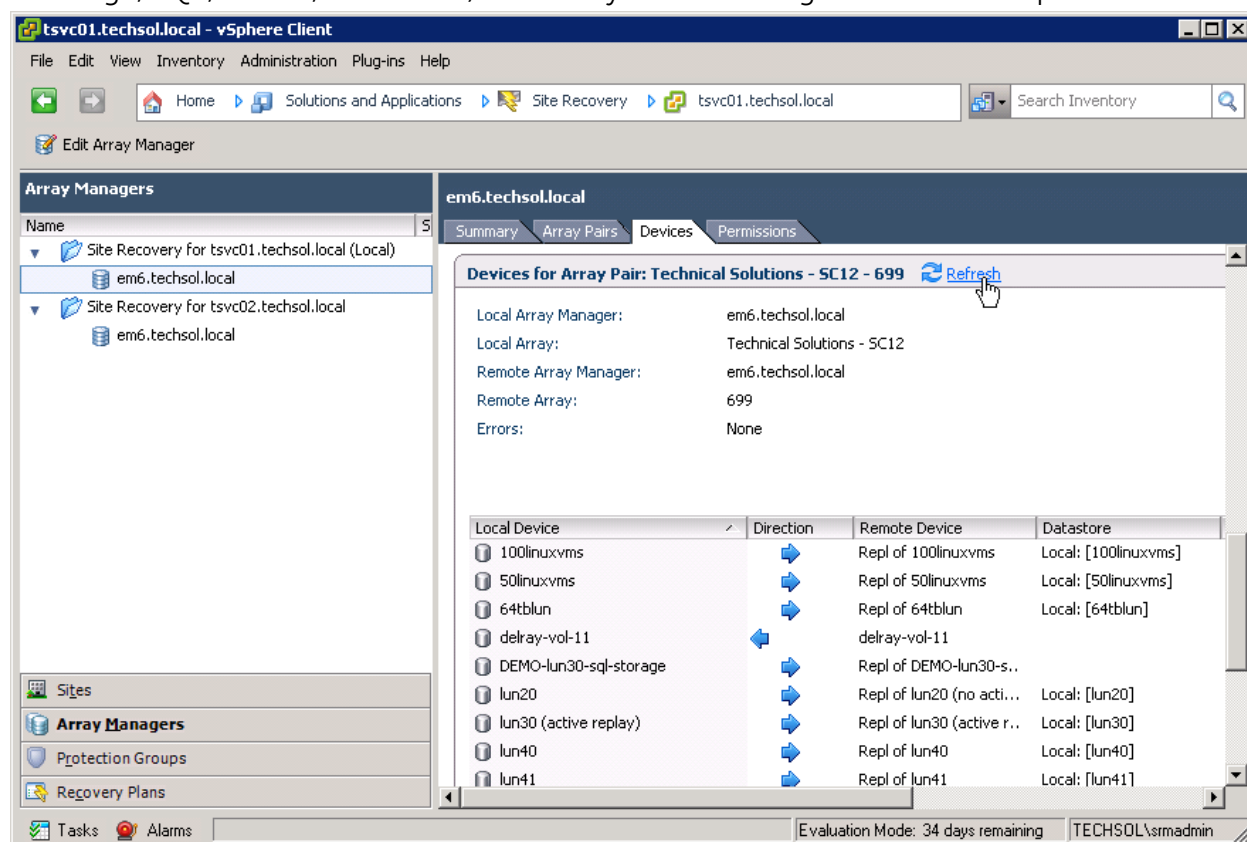 tsvc01.techsol.local - vSphere Client
File Edit View Inventory Administration Plug-ins Help
Home Solutions and Applications Site Recovery tsvc01.techsol.local Search Inventory
Edit Array Manager
Array Managers
Name S
Site Recovery for tsvc01.techsol.local (Local)
em6.techsol.local
Site Recovery for tsvc02.techsol.local
em6.techsol.local
Sites
Array Managers
Protection Groups
Recovery Plans
em6.techsol.local
Summary Array Pairs Devices Permissions
Devices for Array Pair: Technical Solutions - SC12 - 699 Refresh
Local Array Manager: em6.techsol.local
Local Array: Technical Solutions - SC12
Remote Array Manager: em6.techsol.local
Remote Array: 699
Errors: None
Local Device Direction Remote Device Datastore
100linuxvms Repl of 100linuxvms Local: [100linuxvms]
50linuxvms Repl of 50linuxvms Local: [50linuxvms]
64tblun Repl of 64tblun Local: [64tblun]
delray-vol-11 delray-vol-11
DEMO-lun30-sql-storage Repl of DEMO-lun30-s..
lun20 Repl of lun20 (no acti... Local: [lun20]
lun30 (active replay) Repl of lun30 (active r.. Local: [lun30]
lun40 Repl of lun40 Local: [lun40]
lun41 Repl of lun41 Local: [lun41]
Tasks Alarms Evaluation Mode: 34 days remaining TECHSOL\srmadmin